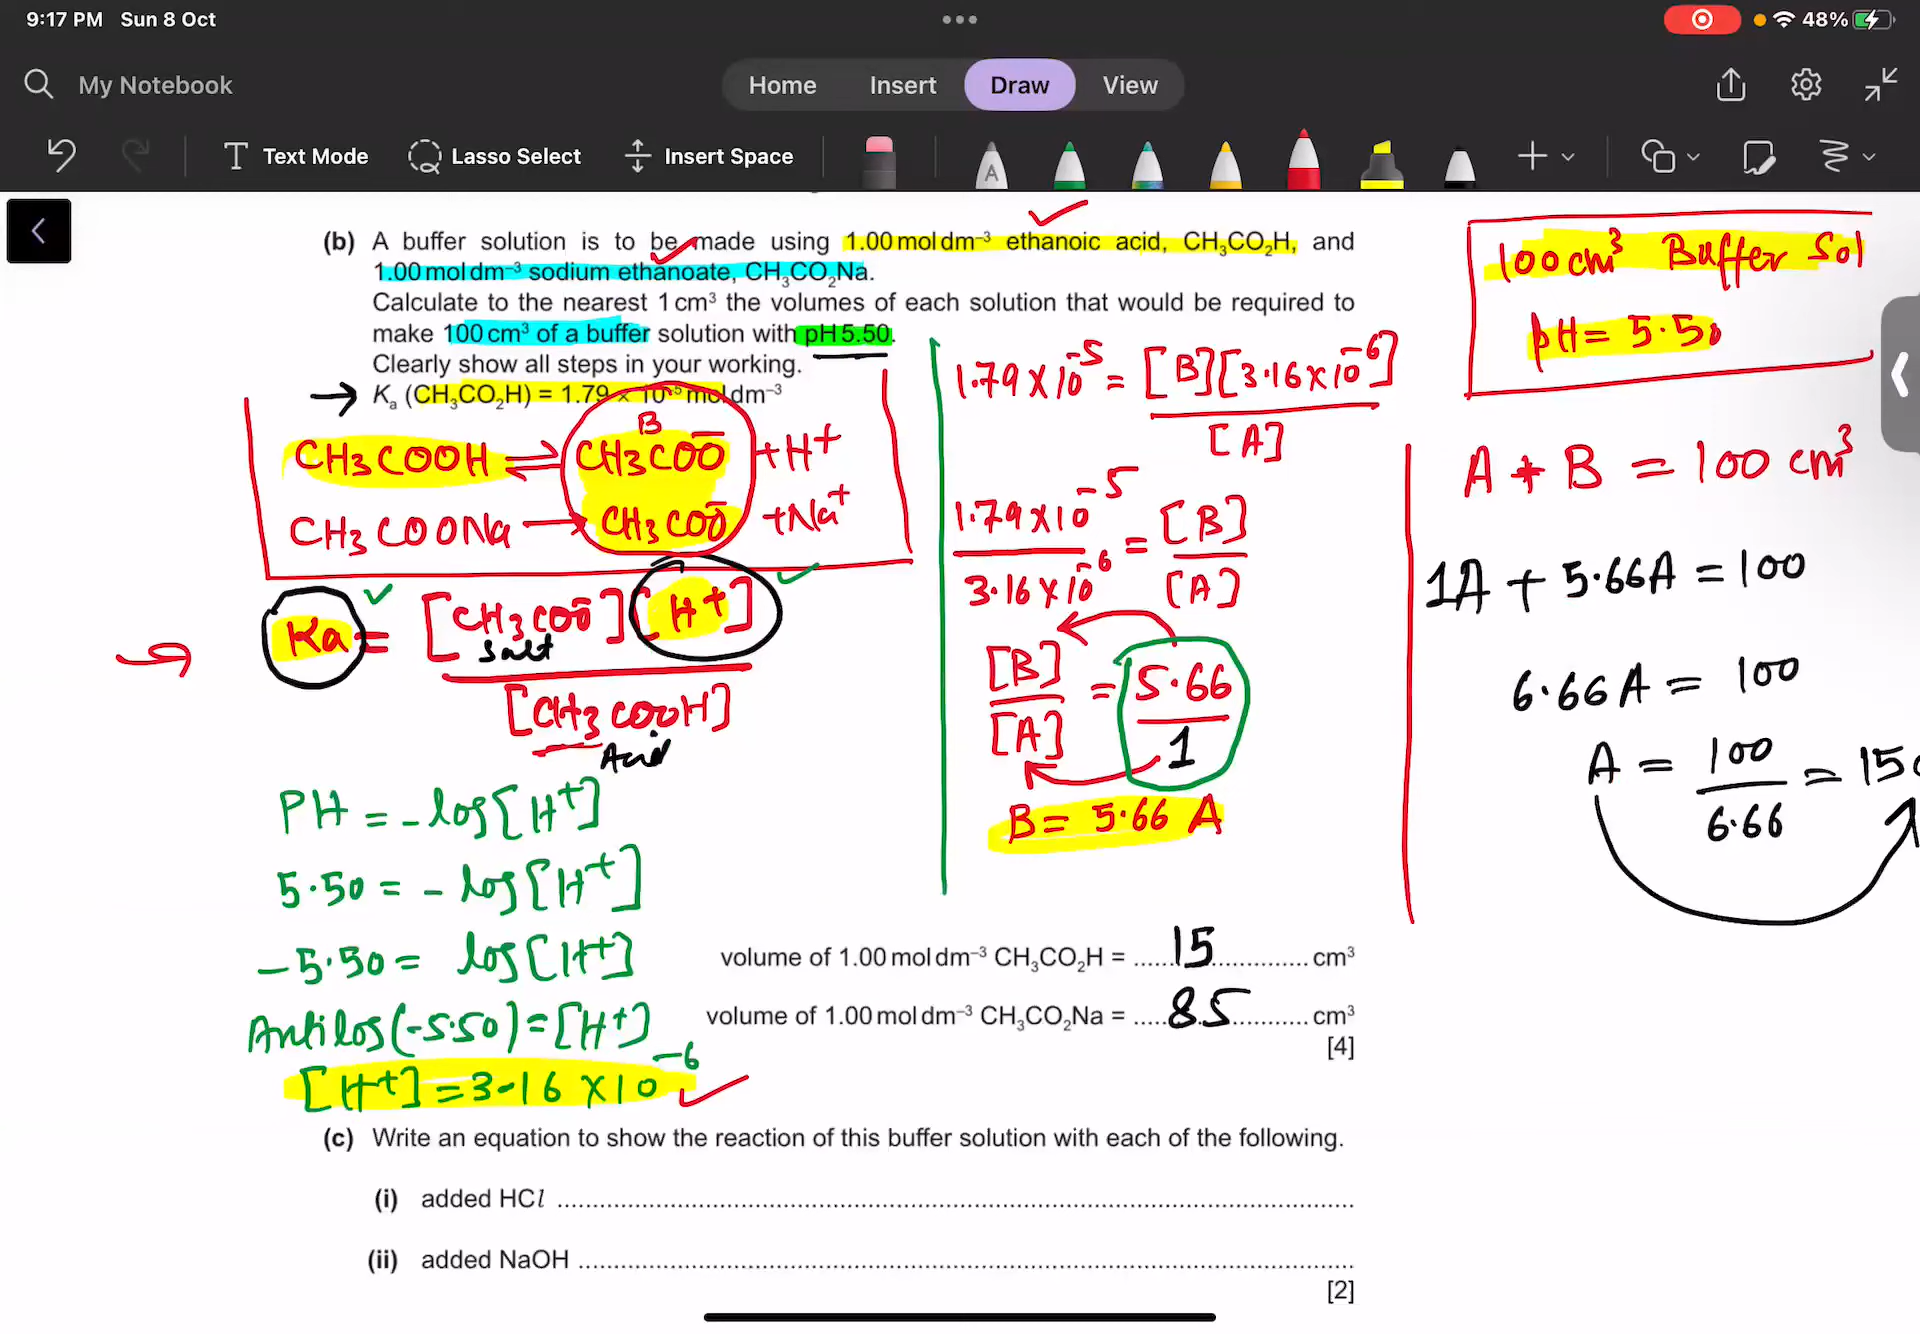 9:17 PM Sun 8 Oct
48%
My Notebook
Home Insert Draw View
Text Mode Lasso Select Insert Space
A
(b) A buffer solution is to be made using 1.00 mol dm⁻³ ethanoic acid, CH₃CO₂H, and
1.00 mol dm⁻³ sodium ethanoate, CH₃CO₂Na.
Calculate to the nearest 1 cm³ the volumes of each solution that would be required to
make 100 cm³ of a buffer solution with pH 5.50.
Clearly show all steps in your working.
→ Kₐ (CH₃CO₂H) = 1.79 × 10⁻⁵ mol dm⁻³
B
CH3COOH ⇌ CH3COO⁻ + H⁺
CH3COONa → CH3COO⁻ + Na⁺
Ka = [CH3COO⁻][H⁺]
salt
[CH3COOH]
Acid
PH = -log[H⁺]
5.50 = - log[H⁺]
-5.50 = log[H⁺]
Antilog(-5.50) = [H⁺]
[H⁺] = 3.16 X10⁻⁶
1.79 X10⁻⁵ = [B][3.16X10⁻⁶]
[A]
1.79 X10⁻⁵ = [B]
3.16 X10⁻⁶ [A]
[B] = 5.66
[A] 1
B = 5.66 A
100 cm³ Buffer Sol
pH = 5.50
A + B = 100 cm³
1A + 5.66A = 100
6.66A = 100
A = 100 = 15
6.66
volume of 1.00 mol dm⁻³ CH₃CO₂H = ...... 15 ............. cm³
volume of 1.00 mol dm⁻³ CH₃CO₂Na = ..... 85 ........... cm³
[4]
(c) Write an equation to show the reaction of this buffer solution with each of the following.
(i) added HCl ..........................................................................................
(ii) added NaOH ..........................................................................................
[2]